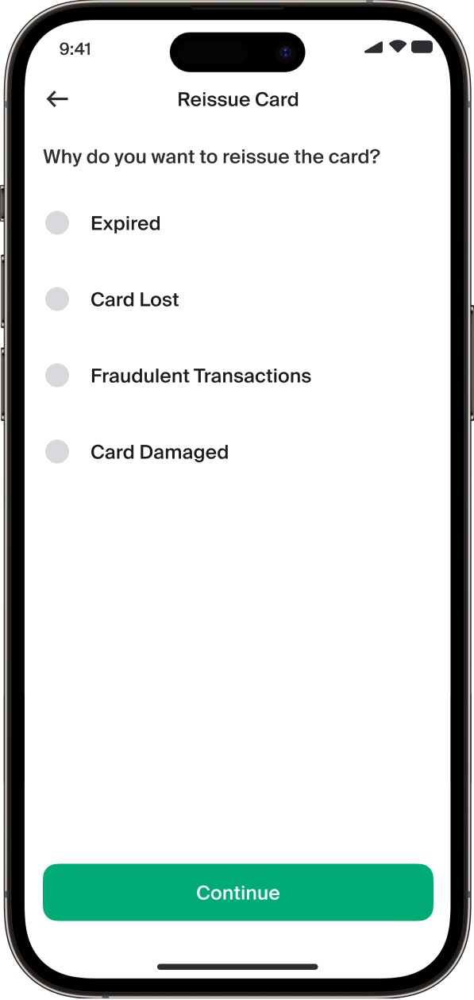 9:41
Reissue Card
Why do you want to reissue the card?
Expired
Card Lost
Fraudulent Transactions
Card Damaged
Continue